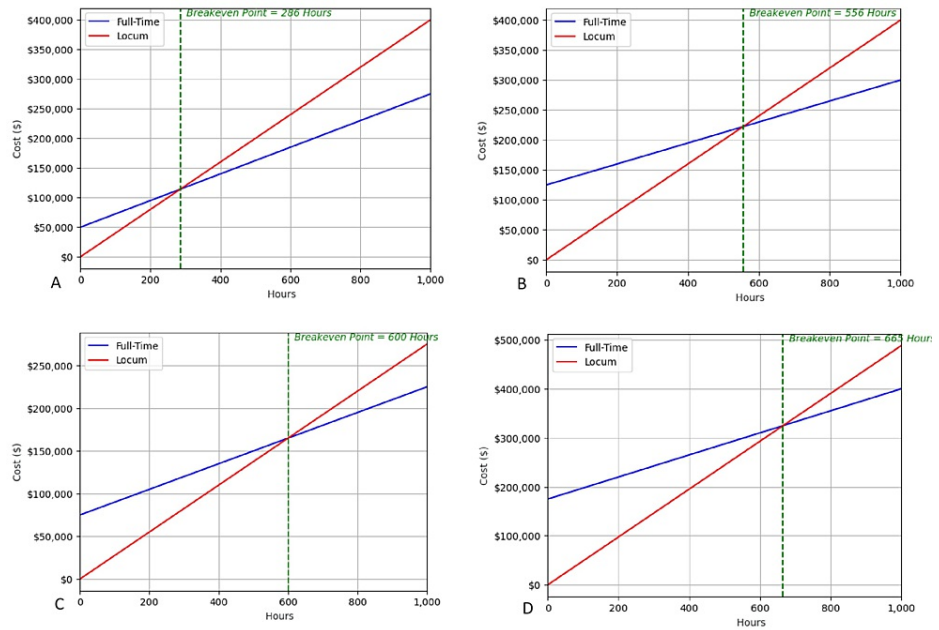 Breakeven Point = 286 Hours
Full-Time
Locum
$400,000
$350,000
$300,000
$250,000
$200,000
$150,000
$100,000
$50,000
$0
Cost ($)
0 200 400 600 800 1,000
Hours
A
Breakeven Point = 556 Hours
Full-Time
Locum
$400,000
$350,000
$300,000
$250,000
$200,000
$150,000
$100,000
$50,000
$0
Cost ($)
0 200 400 600 800 1,000
Hours
B
Breakeven Point = 600 Hours
Full-Time
Locum
$250,000
$200,000
$150,000
$100,000
$50,000
$0
Cost ($)
0 200 400 600 800 1,000
Hours
C
Breakeven Point = 665 Hours
Full-Time
Locum
$500,000
$400,000
$300,000
$200,000
$100,000
$0
Cost ($)
0 200 400 600 800 1,000
Hours
D